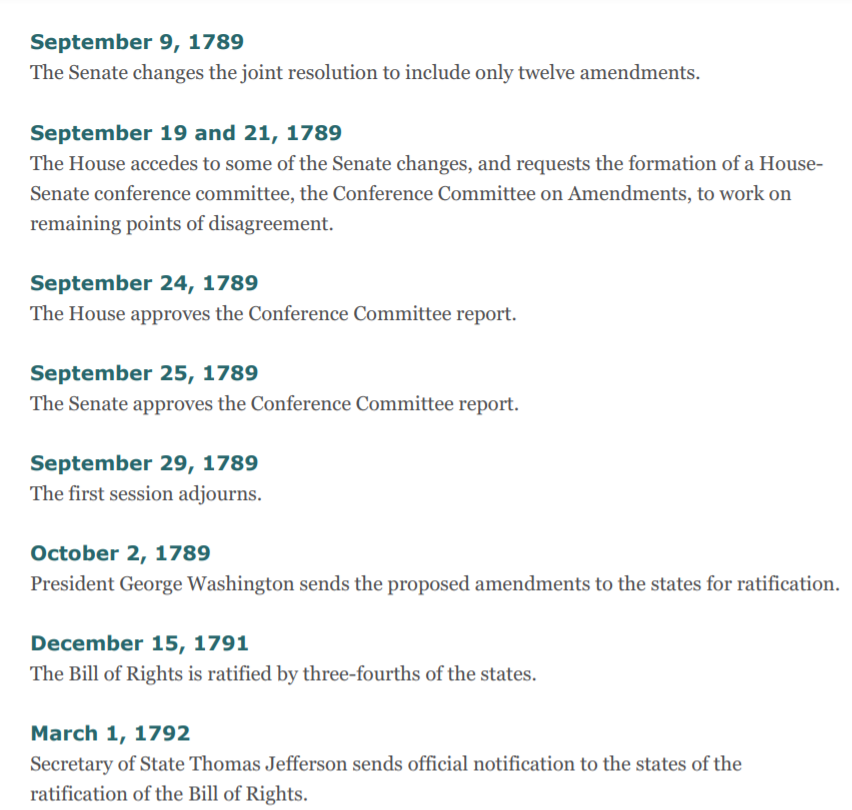 September 9, 1789
The Senate changes the joint resolution to include only twelve amendments.
September 19 and 21, 1789
The House accedes to some of the Senate changes, and requests the formation of a House-
Senate conference committee, the Conference Committee on Amendments, to work on
remaining points of disagreement.
September 24, 1789
The House approves the Conference Committee report.
September 25, 1789
The Senate approves the Conference Committee report.
September 29, 1789
The first session adjourns.
October 2, 1789
President George Washington sends the proposed amendments to the states for ratification.
December 15, 1791
The Bill of Rights is ratified by three-fourths of the states.
March 1, 1792
Secretary of State Thomas Jefferson sends official notification to the states of the
ratification of the Bill of Rights.